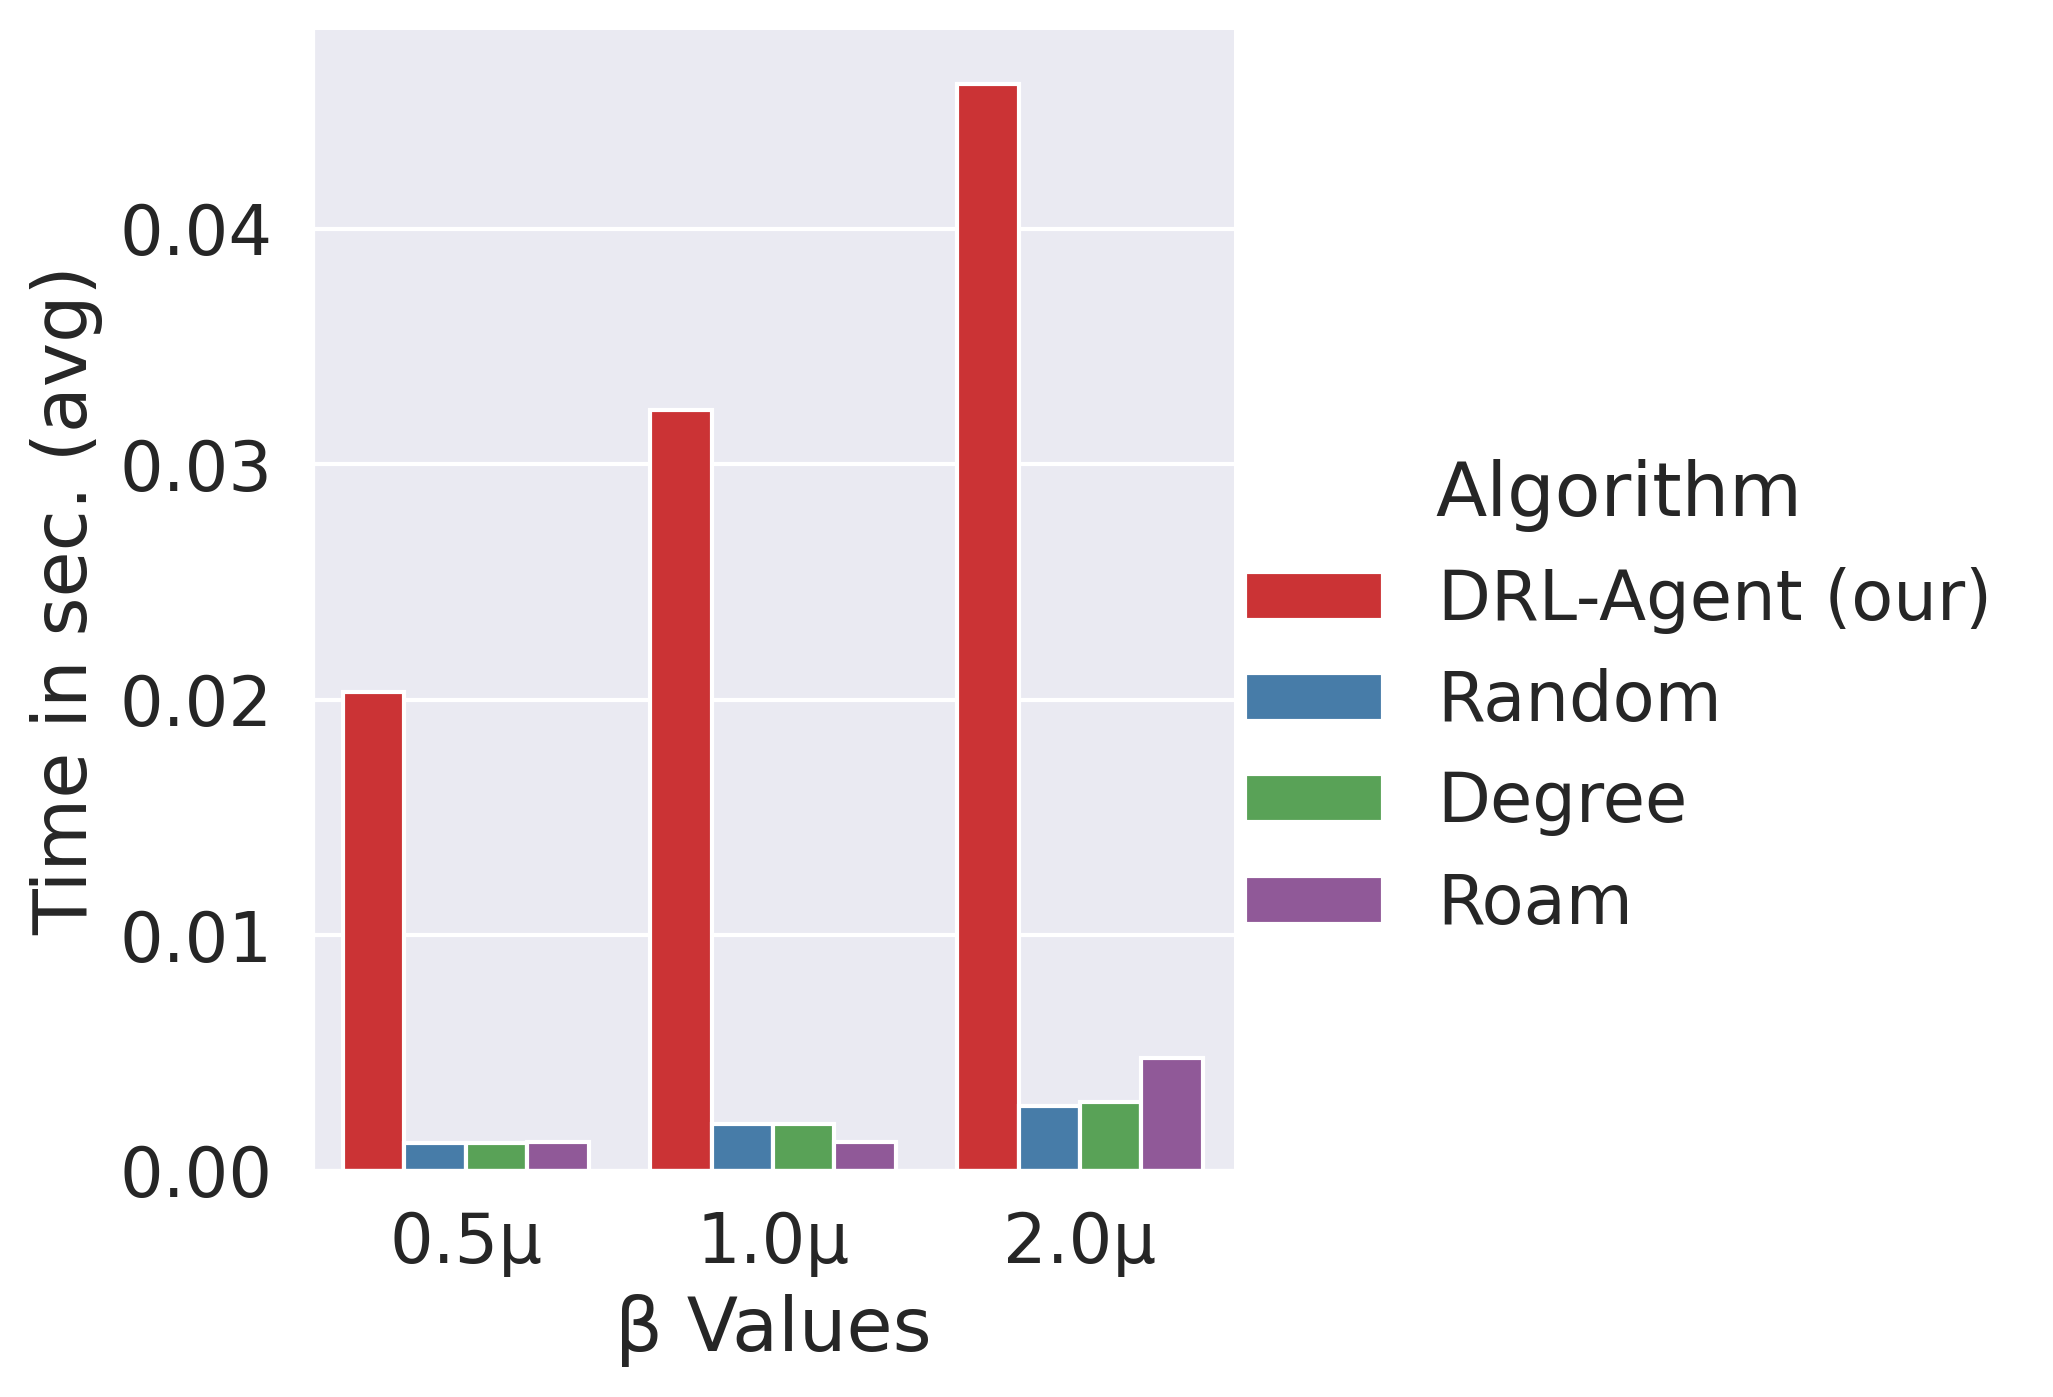 Time in sec. (avg)
0.04
0.03
0.02
0.01
0.00
0.5μ 1.0μ 2.0μ
β Values
Algorithm
DRL-Agent (our)
Random
Degree
Roam